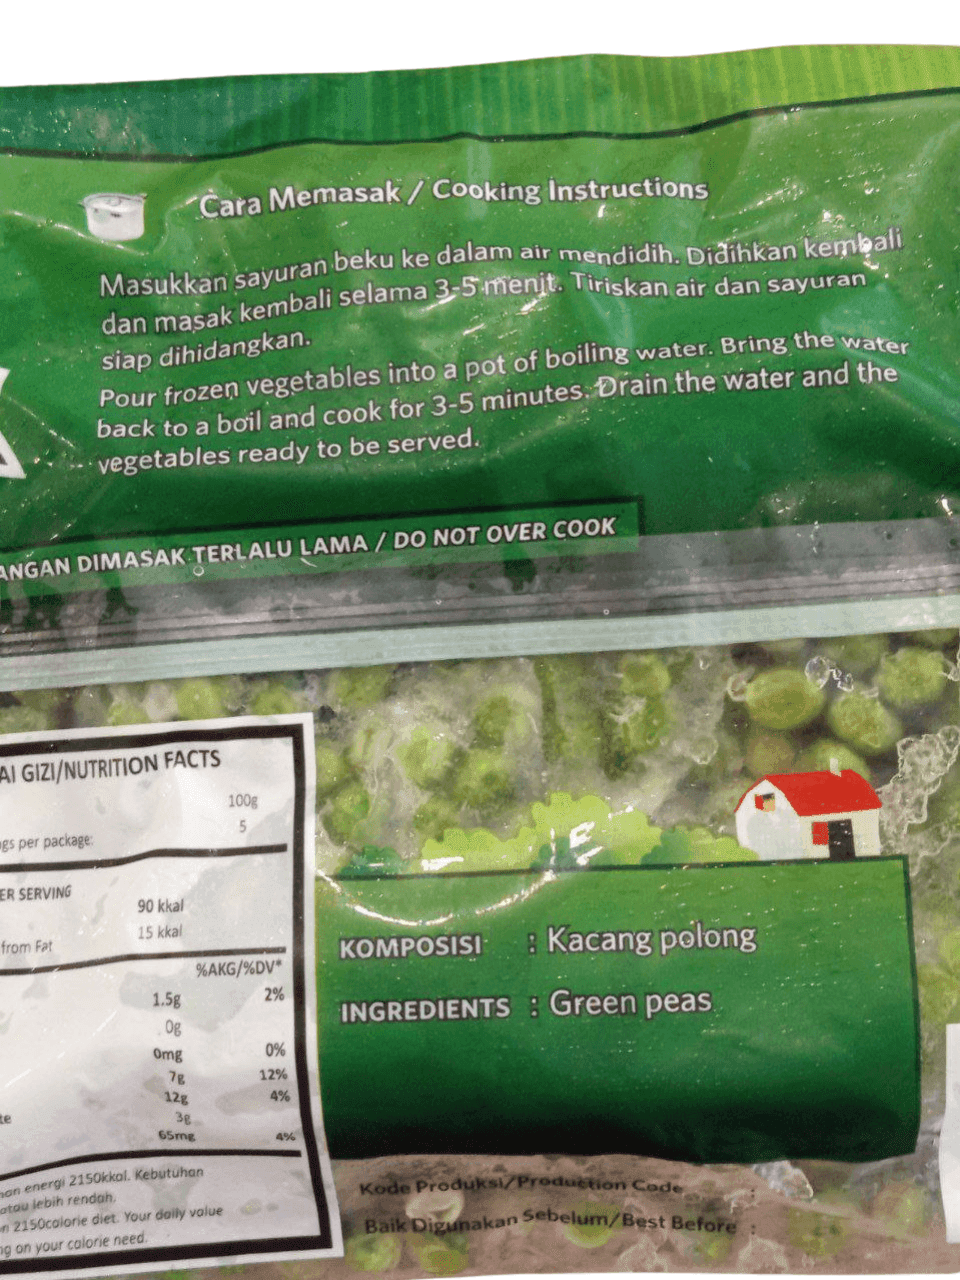 Cara Memasak / Cooking Instructions
Masukkan sayuran beku ke dalam air mendidih. Didihkan kembali
dan masak kembali selama 3-5 menit. Tiriskan air dan sayuran
siap dihidangkan.
Pour frozen vegetables into a pot of boiling water. Bring the water
back to a boil and cook for 3-5 minutes. Drain the water and the
vegetables ready to be served.
ANGAN DIMASAK TERLALU LAMA / DO NOT OVER COOK
AI GIZI/NUTRITION FACTS
100g
5
gs per package:
ER SERVING
90 kkal
15 kkal
from Fat
%AKG/%DV*
1.5g 2%
0g
0mg 0%
7g 12%
12g 4%
te 3g
65mg 4%
an energi 2150kkal. Kebutuhan
atau lebih rendah.
n 2150calorie diet. Your daily value
ng on your calorie need.
KOMPOSISI : Kacang polong
INGREDIENTS : Green peas
Kode Produksi/Production Code :
Baik Digunakan Sebelum/Best Before :